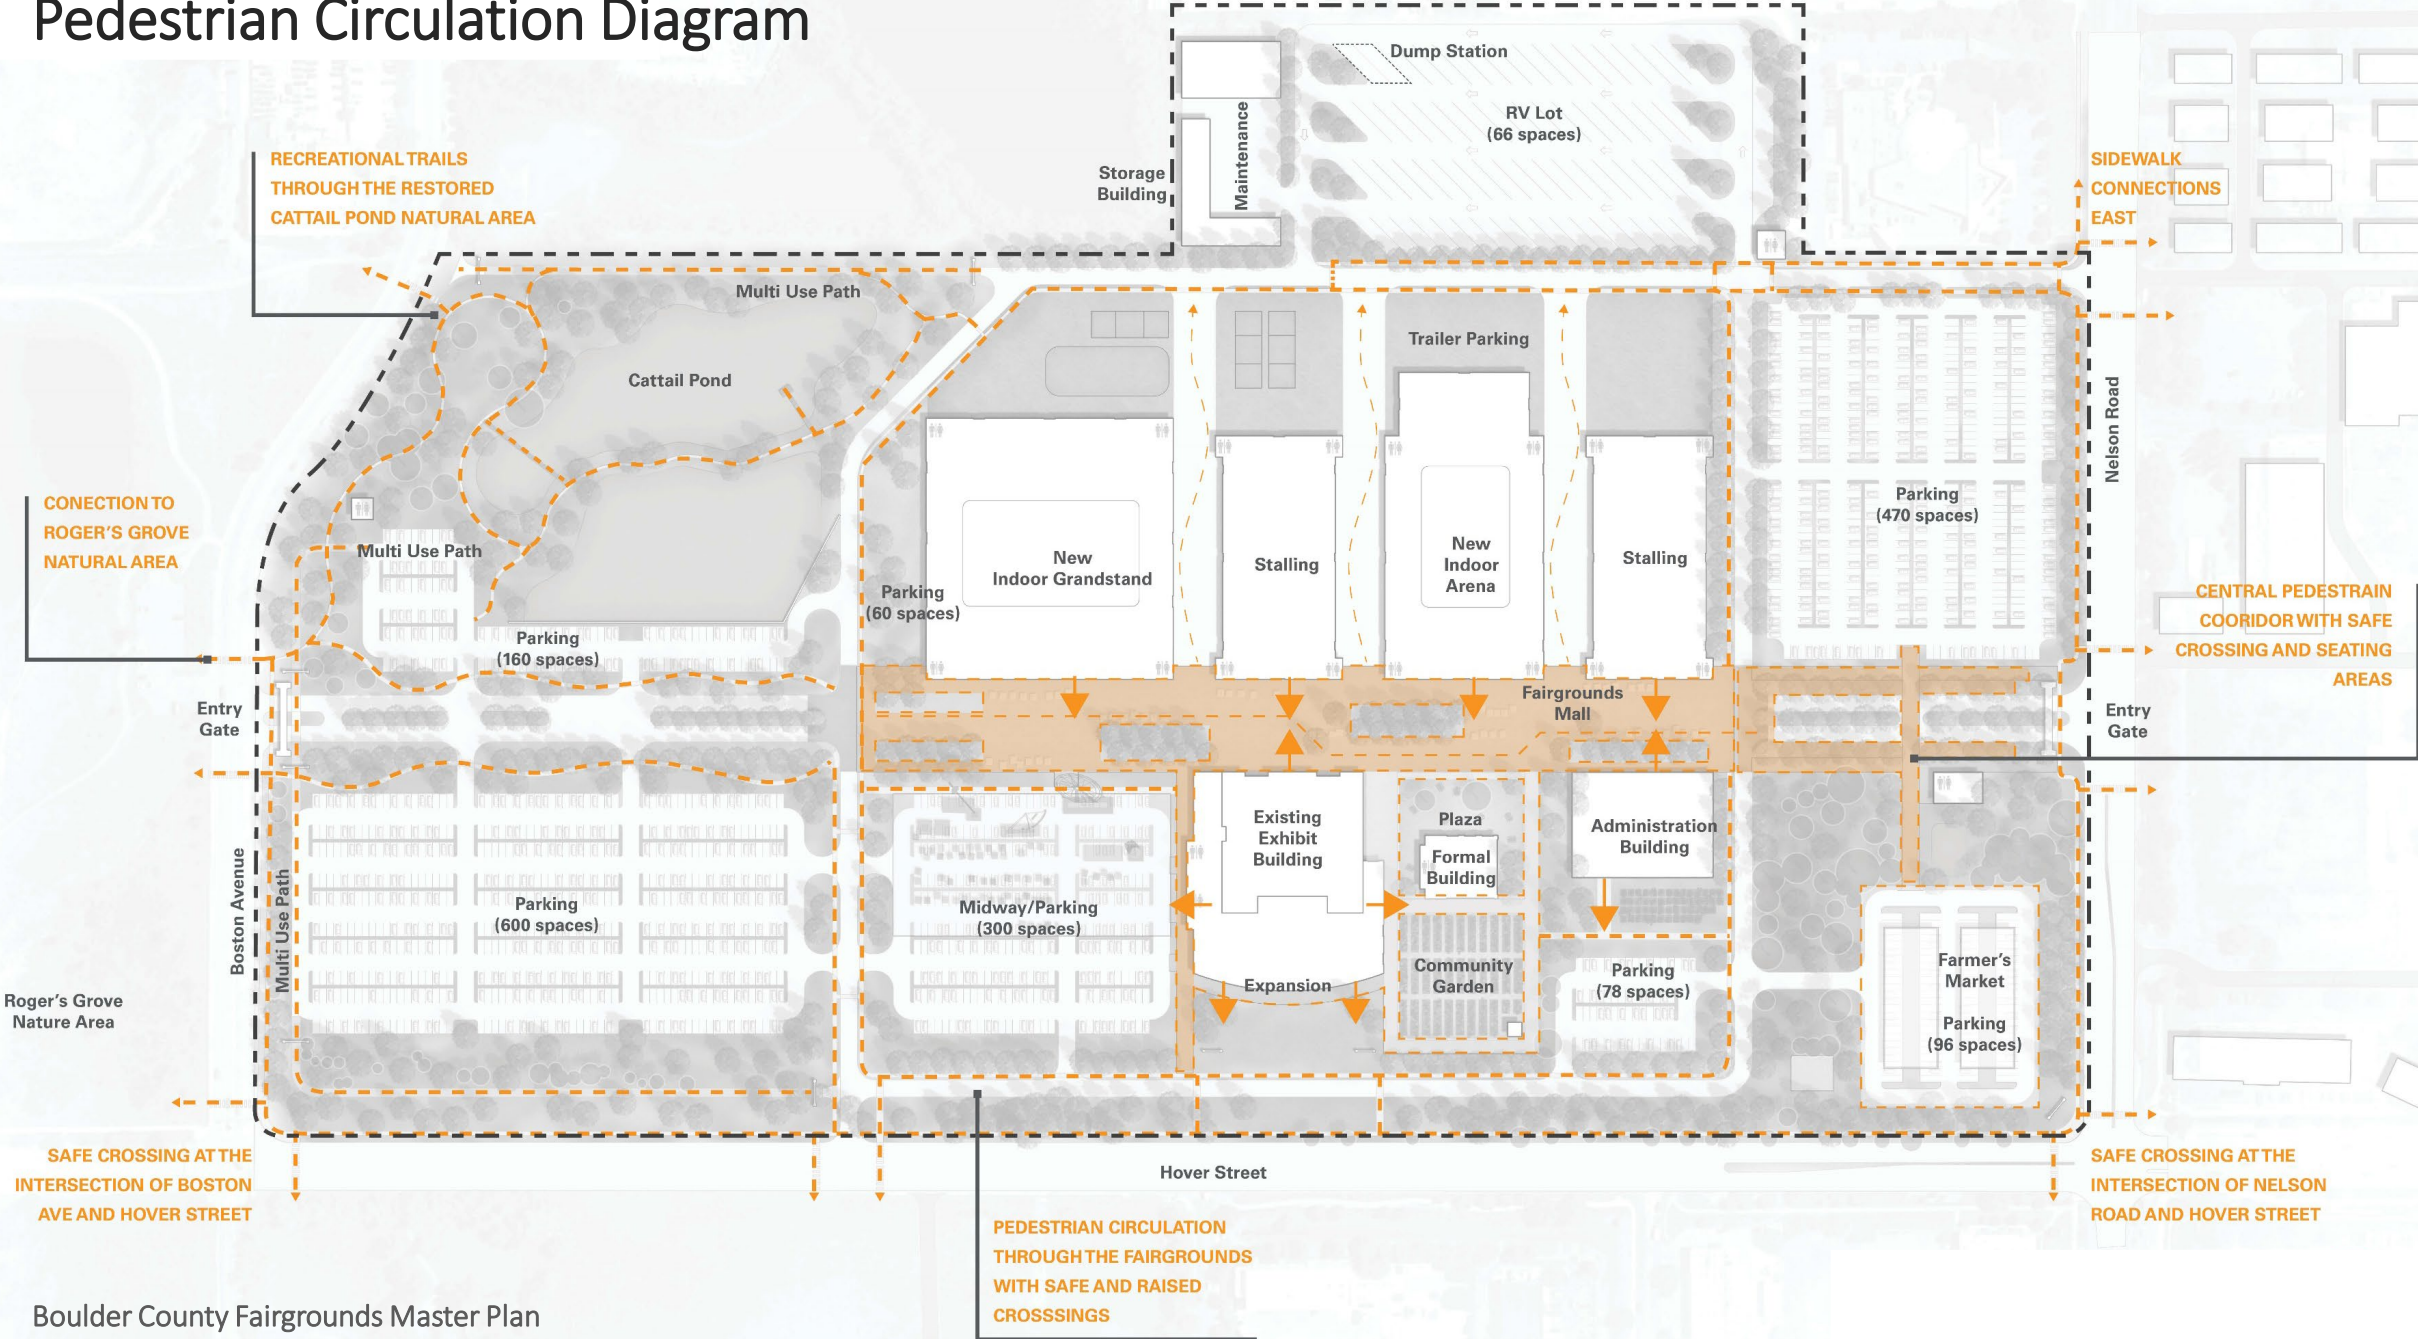 Pedestrian Circulation Diagram
Dump Station
RV Lot
(66 spaces)
Maintenance
Storage
Building
RECREATIONAL TRAILS
THROUGH THE RESTORED
CATTAIL POND NATURAL AREA
SIDEWALK
CONNECTIONS
EAST
Multi Use Path
Cattail Pond
Trailer Parking
Nelson Road
CONECTION TO
ROGER'S GROVE
NATURAL AREA
Multi Use Path
Parking
(160 spaces)
Parking
(60 spaces)
New
Indoor Grandstand
Stalling
New
Indoor
Arena
Stalling
Parking
(470 spaces)
CENTRAL PEDESTRAIN
COORIDOR WITH SAFE
CROSSING AND SEATING
AREAS
Entry
Gate
Fairgrounds
Mall
Entry
Gate
Boston Avenue
Multi Use Path
Parking
(600 spaces)
Midway/Parking
(300 spaces)
Existing
Exhibit
Building
Expansion
Plaza
Formal
Building
Community
Garden
Administration
Building
Parking
(78 spaces)
Farmer's
Market
Parking
(96 spaces)
Roger's Grove
Nature Area
SAFE CROSSING AT THE
INTERSECTION OF BOSTON
AVE AND HOVER STREET
Hover Street
SAFE CROSSING AT THE
INTERSECTION OF NELSON
ROAD AND HOVER STREET
PEDESTRIAN CIRCULATION
THROUGH THE FAIRGROUNDS
WITH SAFE AND RAISED
CROSSSINGS
Boulder County Fairgrounds Master Plan